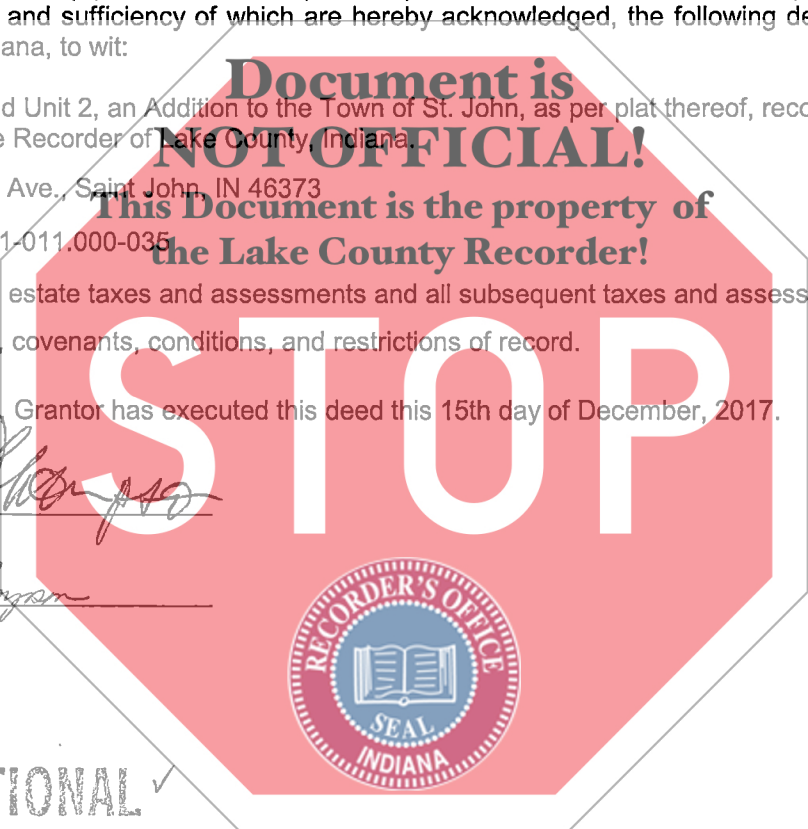 and sufficiency of which are hereby acknowledged, the following de
ana, to wit:
Document is
d Unit 2, an Addition to the Town of St. John, as per plat thereof, reco
e Recorder of Lake County, Indiana.
NOT OFFICIAL!
Ave., Saint John, IN 46373
This Document is the property of
1-011.000-035
the Lake County Recorder!
estate taxes and assessments and all subsequent taxes and assess
, covenants, conditions, and restrictions of record.
STOP
Grantor has executed this deed this 15th day of December, 2017.
RECORDER'S OFFICE
SEAL
INDIANA
TIONAL